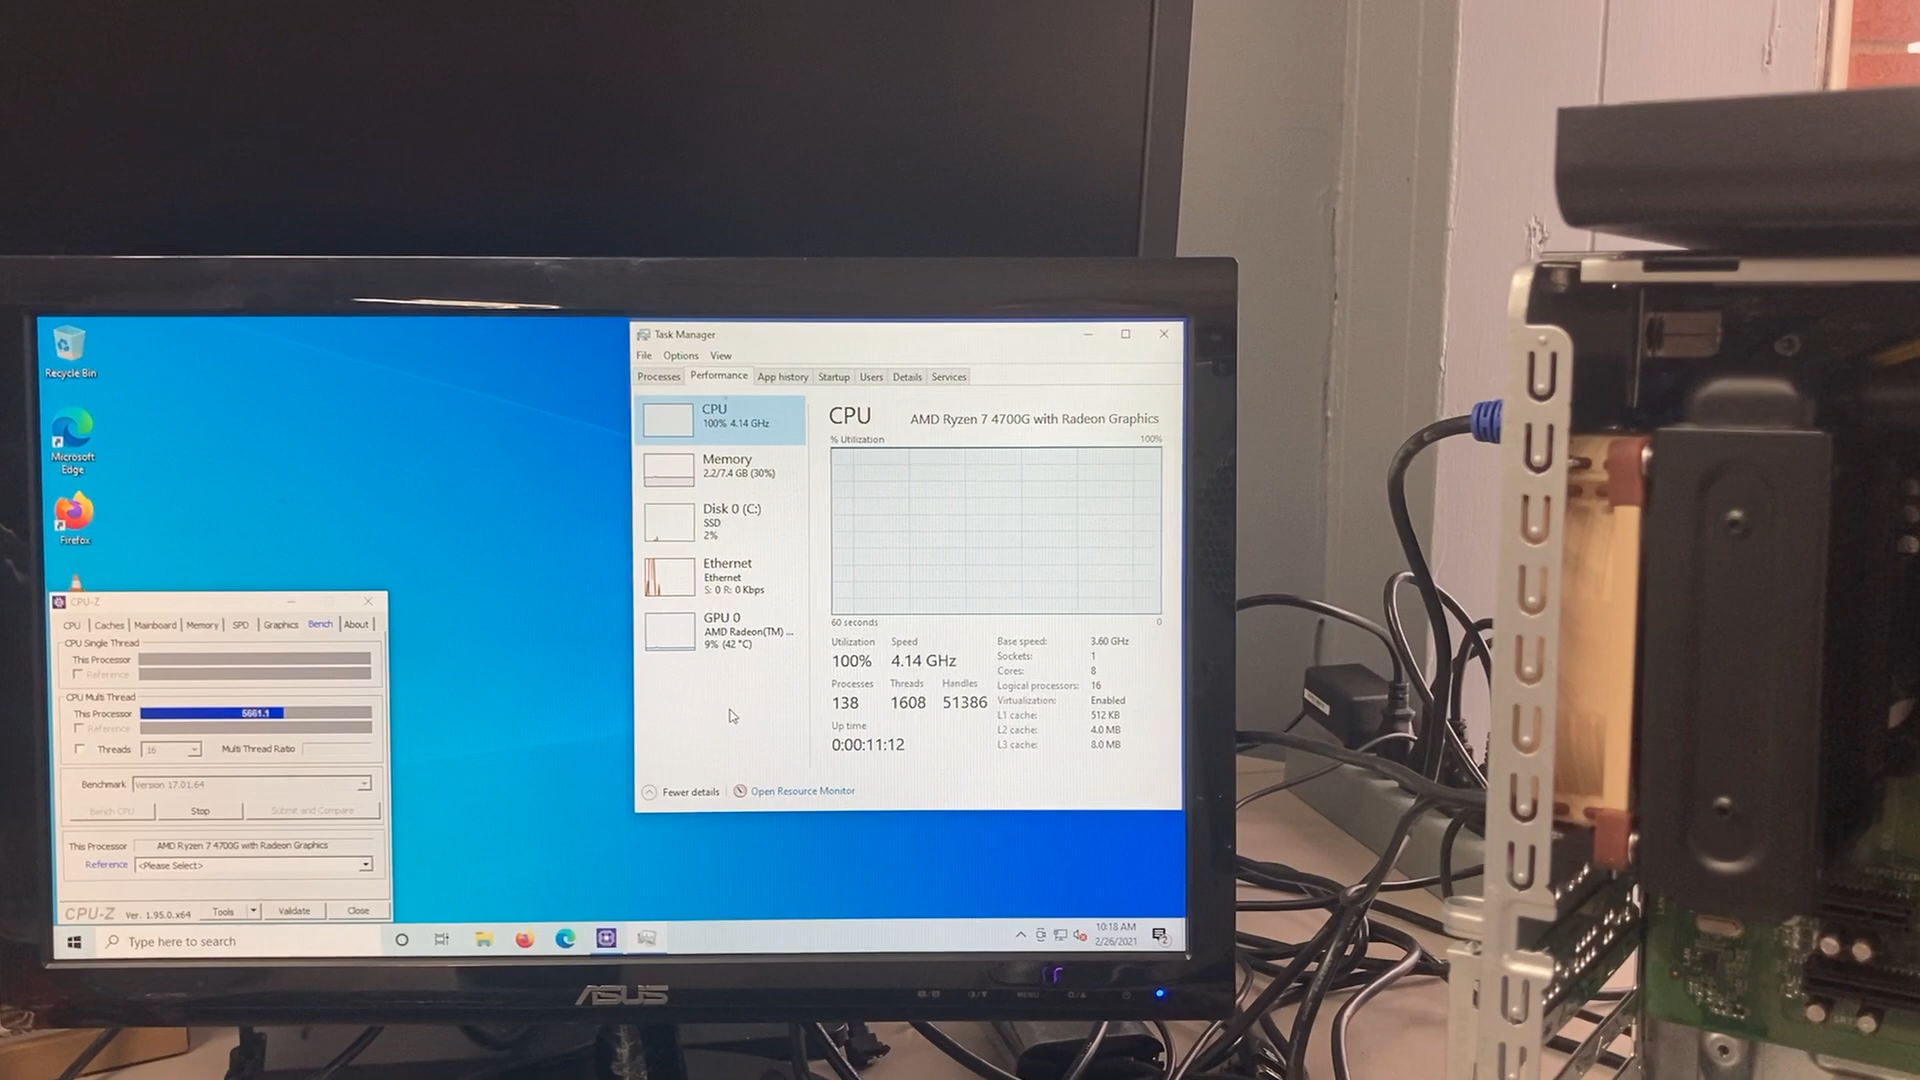 Recycle Bin
Microsoft
Edge
Firefox
CPU-Z
CPU
Caches
Mainboard
Memory
SPD
Graphics
Bench
About
CPU Single Thread
This Processor
Reference
CPU Multi Thread
This Processor
5661.1
Reference
Threads
16
Multi Thread Ratio
Benchmark
Version 17.01.64
Bench CPU
Stop
Submit and Compare
This Processor
AMD Ryzen 7 4700G with Radeon Graphics
Reference
<Please Select>
CPU-Z
Ver. 1.95.0.x64
Tools
Validate
Close
Task Manager
File
Options
View
Processes
Performance
App history
Startup
Users
Details
Services
CPU
100% 4.14 GHz
Memory
2.2/7.4 GB (30%)
Disk 0 (C:)
SSD
2%
Ethernet
Ethernet
S: 0 R: 0 Kbps
GPU 0
AMD Radeon(TM) ...
9% (42 °C)
CPU
AMD Ryzen 7 4700G with Radeon Graphics
% Utilization
100%
60 seconds
0
Utilization
Speed
100%
4.14 GHz
Processes
Threads
Handles
138
1608
51386
Up time
0:00:11:12
Base speed:
3.60 GHz
Sockets:
1
Cores:
8
Logical processors:
16
Virtualization:
Enabled
L1 cache:
512 KB
L2 cache:
4.0 MB
L3 cache:
8.0 MB
Fewer details
Open Resource Monitor
Type here to search
10:18 AM
2/26/2021
2
ASUS
MENU